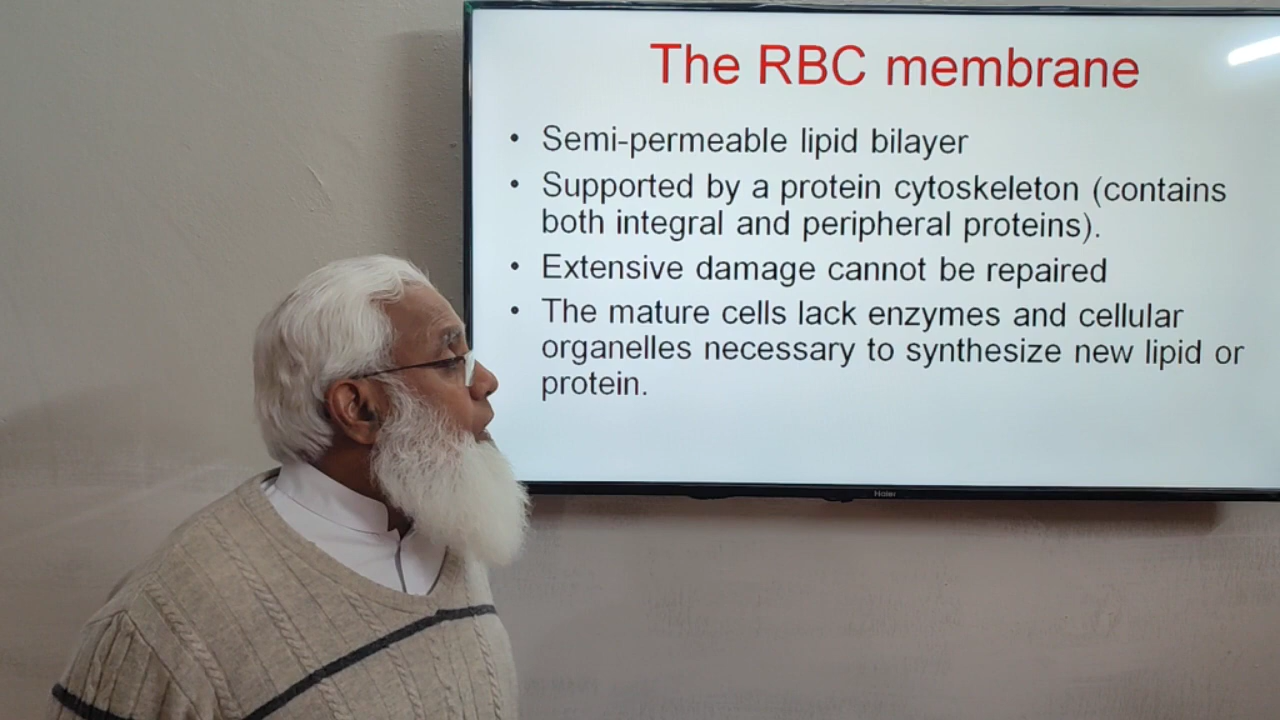 The RBC membrane
• Semi-permeable lipid bilayer
• Supported by a protein cytoskeleton (contains
both integral and peripheral proteins).
• Extensive damage cannot be repaired
• The mature cells lack enzymes and cellular
organelles necessary to synthesize new lipid or
protein.
Haier